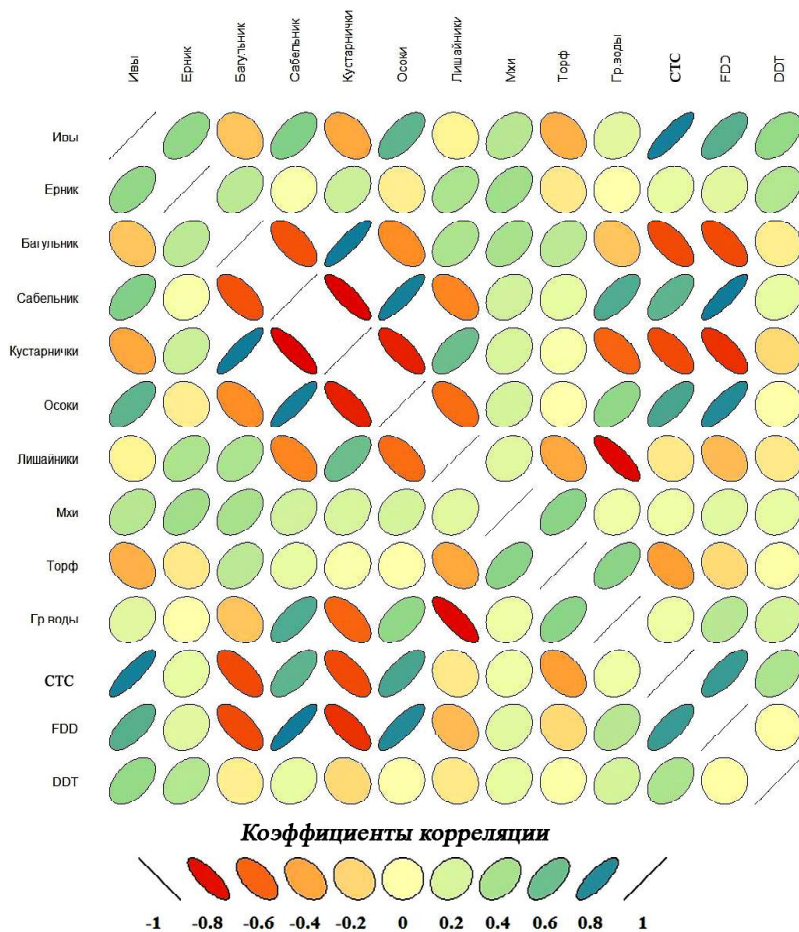 Ивы Ерник Багульник Сабельник Кустарнички Осоки Лишайники Мхи Торф Гр.воды СТС FDD DDT
Ивы
Ерник
Багульник
Сабельник
Кустарнички
Осоки
Лишайники
Мхи
Торф
Гр.воды
СТС
FDD
DDT
Коэффициенты корреляции
-1 -0.8 -0.6 -0.4 -0.2 0 0.2 0.4 0.6 0.8 1